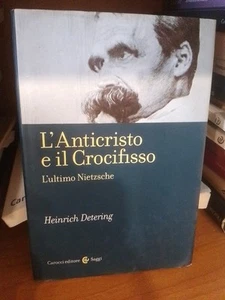 L'Anticristo
e il Crocifisso
L'ultimo Nietzsche
Heinrich Detering
Carocci editore Saggi